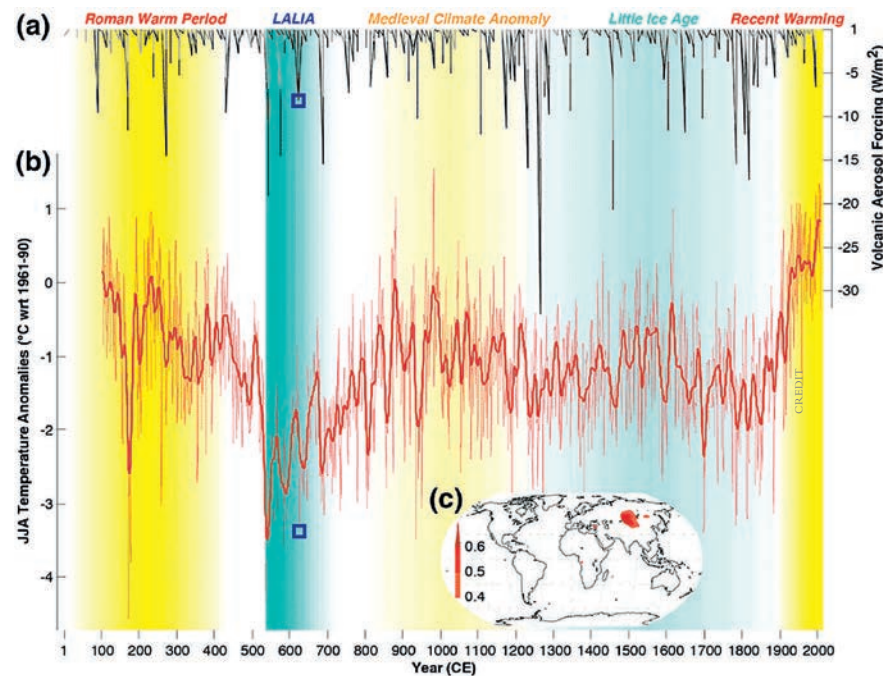 Roman Warm Period LALIA Medieval Climate Anomaly Little Ice Age Recent Warming
(a)
1
-5
-10
-15
-20
-25
-30
Volcanic Aerosol Forcing (W/m²)
(b)
1
0
-1
-2
-3
-4
JJA Temperature Anomalies (°C wrt 1961-90)
CREDIT
(c)
0.6
0.5
0.4
1 100 200 300 400 500 600 700 800 900 1000 1100 1200 1300 1400 1500 1600 1700 1800 1900 2000
Year (CE)